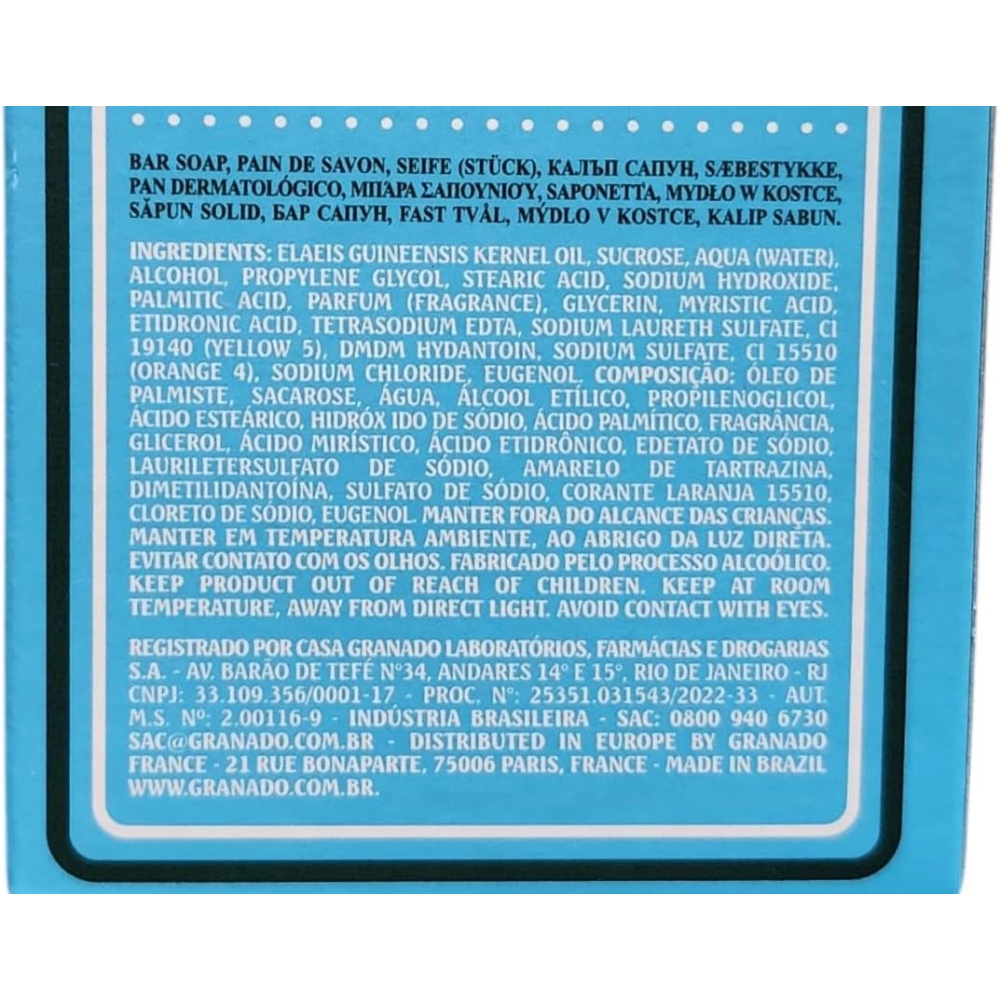 BAR SOAP, PAIN DE SAVON, SEIFE (STÜCK), КАЛЪП САПУН, SÆBESTYKKE,
PAN DERMATOLÓGICO, ΜΠΆΡΑ ΣΑΠΟΥΝΙΟΎ, SAPONETTA, MYDŁO W KOSTCE,
SĂPUN SOLID, БАР САПУН, FAST TVÅL, MÝDLO V KOSTCE, KALIP SABUN.
INGREDIENTS: ELAEIS GUINEENSIS KERNEL OIL, SUCROSE, AQUA (WATER),
ALCOHOL, PROPYLENE GLYCOL, STEARIC ACID, SODIUM HYDROXIDE,
PALMITIC ACID, PARFUM (FRAGRANCE), GLYCERIN, MYRISTIC ACID,
ETIDRONIC ACID, TETRASODIUM EDTA, SODIUM LAURETH SULFATE, CI
19140 (YELLOW 5), DMDM HYDANTOIN, SODIUM SULFATE, CI 15510
(ORANGE 4), SODIUM CHLORIDE, EUGENOL. COMPOSIÇÃO: ÓLEO DE
PALMISTE, SACAROSE, ÁGUA, ÁLCOOL ETÍLICO, PROPILENOGLICOL,
ÁCIDO ESTEÁRICO, HIDRÓX IDO DE SÓDIO, ÁCIDO PALMÍTICO, FRAGRÂNCIA,
GLICEROL, ÁCIDO MIRÍSTICO, ÁCIDO ETIDRÔNICO, EDETATO DE SÓDIO,
LAURILETERSULFATO DE SÓDIO, AMARELO DE TARTRAZINA,
DIMETILIDANTOÍNA, SULFATO DE SÓDIO, CORANTE LARANJA 15510,
CLORETO DE SÓDIO, EUGENOL. MANTER FORA DO ALCANCE DAS CRIANÇAS.
MANTER EM TEMPERATURA AMBIENTE, AO ABRIGO DA LUZ DIRETA.
EVITAR CONTATO COM OS OLHOS. FABRICADO PELO PROCESSO ALCOÓLICO.
KEEP PRODUCT OUT OF REACH OF CHILDREN. KEEP AT ROOM
TEMPERATURE, AWAY FROM DIRECT LIGHT. AVOID CONTACT WITH EYES.
REGISTRADO POR CASA GRANADO LABORATÓRIOS, FARMÁCIAS E DROGARIAS
S.A. - AV. BARÃO DE TEFÉ Nº34, ANDARES 14º E 15º, RIO DE JANEIRO - RJ
CNPJ: 33.109.356/0001-17 - PROC. Nº: 25351.031543/2022-33 - AUT.
M.S. Nº: 2.00116-9 - INDÚSTRIA BRASILEIRA - SAC: 0800 940 6730
SAC@GRANADO.COM.BR - DISTRIBUTED IN EUROPE BY GRANADO
FRANCE - 21 RUE BONAPARTE, 75006 PARIS, FRANCE - MADE IN BRAZIL
WWW.GRANADO.COM.BR.